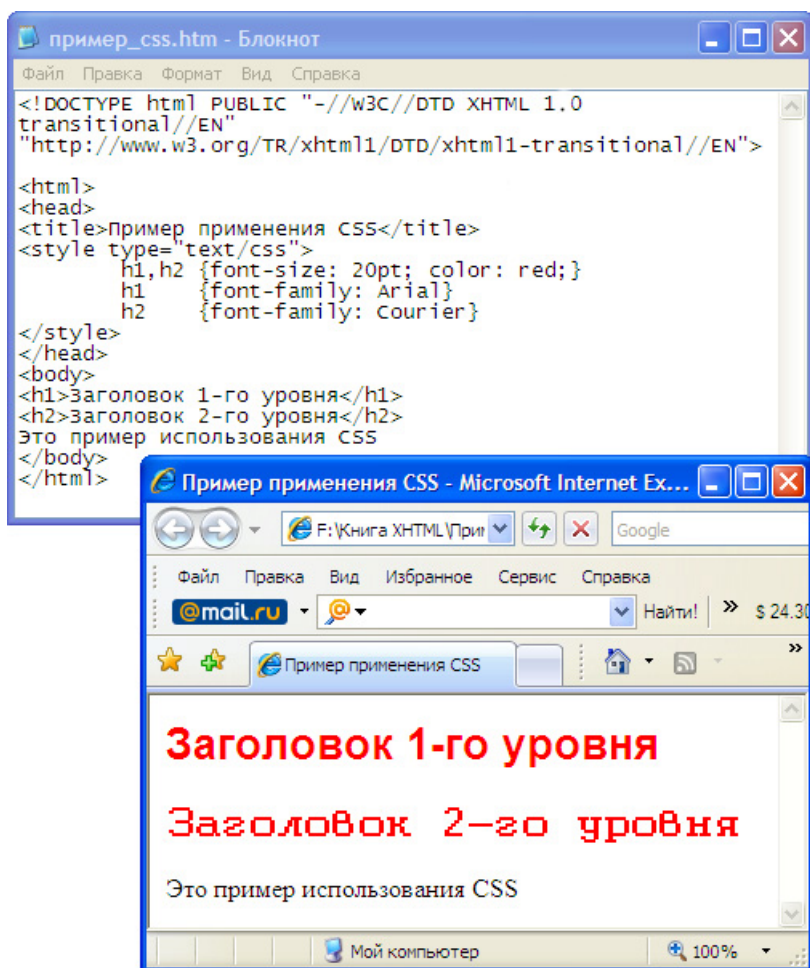 пример_css.htm - Блокнот
Файл Правка Формат Вид Справка
<!DOCTYPE html PUBLIC "-//W3C//DTD XHTML 1.0
transitional//EN"
"http://www.w3.org/TR/xhtml1/DTD/xhtml1-transitional//EN">
<html>
<head>
<title>Пример применения CSS</title>
<style type="text/css">
h1,h2 {font-size: 20pt; color: red;}
h1 {font-family: Arial}
h2 {font-family: Courier}
</style>
</head>
<body>
<h1>Заголовок 1-го уровня</h1>
<h2>Заголовок 2-го уровня</h2>
Это пример использования CSS
</body>
</html>
Пример применения CSS - Microsoft Internet Ex...
F:\Книга XHTML\При
Google
Файл Правка Вид Избранное Сервис Справка
@mail.ru Найти! » $ 24.30
Пример применения CSS »
Заголовок 1-го уровня
Заголовок 2-го уровня
Это пример использования CSS
Мой компьютер 100%